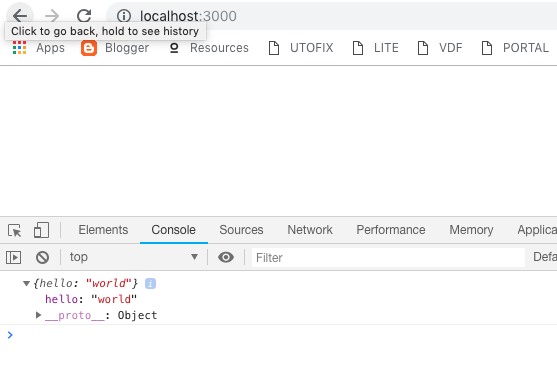 localhost:3000
Click to go back, hold to see history
Apps Blogger Resources UTOFIX LITE VDF PORTAL
Elements Console Sources Network Performance Memory Applica
top Filter Defa
{hello: "world"} i
hello: "world"
__proto__: Object